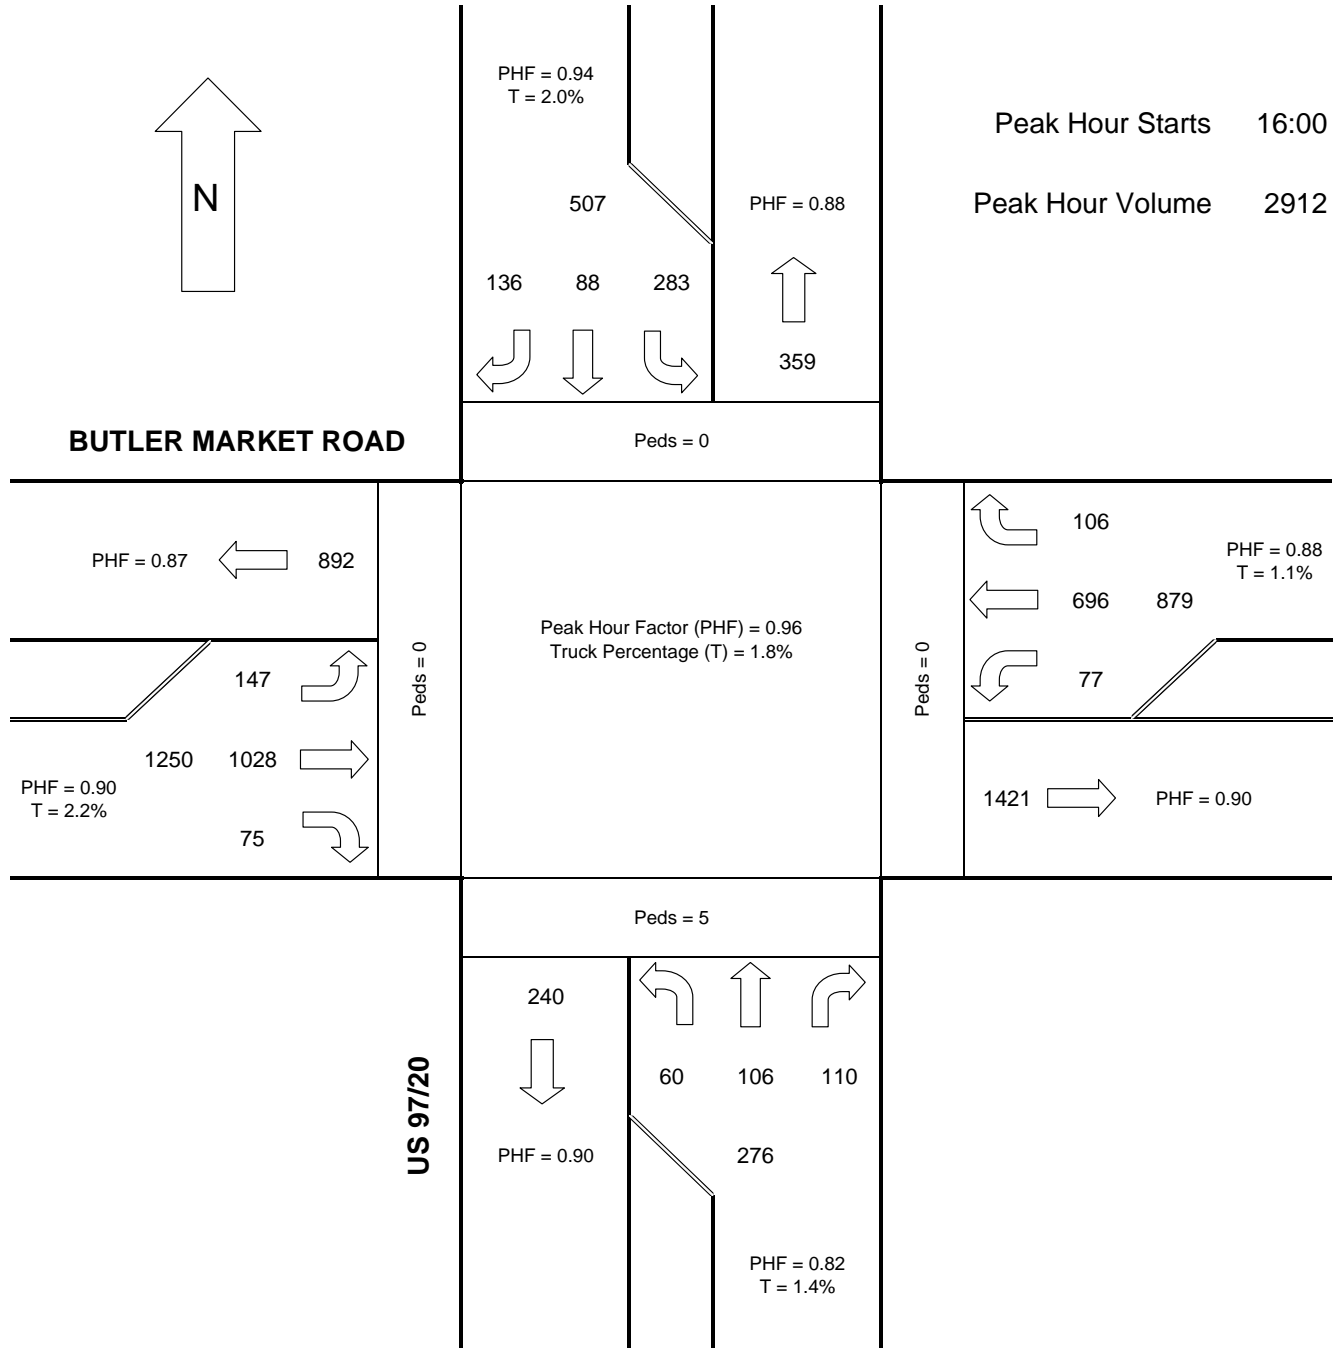 PHF = 0.94
T = 2.0%
Peak Hour Starts 16:00
N
507
PHF = 0.88
Peak Hour Volume 2912
136 88 283
359
BUTLER MARKET ROAD
Peds = 0
106
PHF = 0.88
T = 1.1%
PHF = 0.87
892
696 879
Peak Hour Factor (PHF) = 0.96
Truck Percentage (T) = 1.8%
Peds = 0
Peds = 0
147
77
1250 1028
PHF = 0.90
T = 2.2%
1421
PHF = 0.90
75
Peds = 5
240
60 106 110
US 97/20
PHF = 0.90
276
PHF = 0.82
T = 1.4%